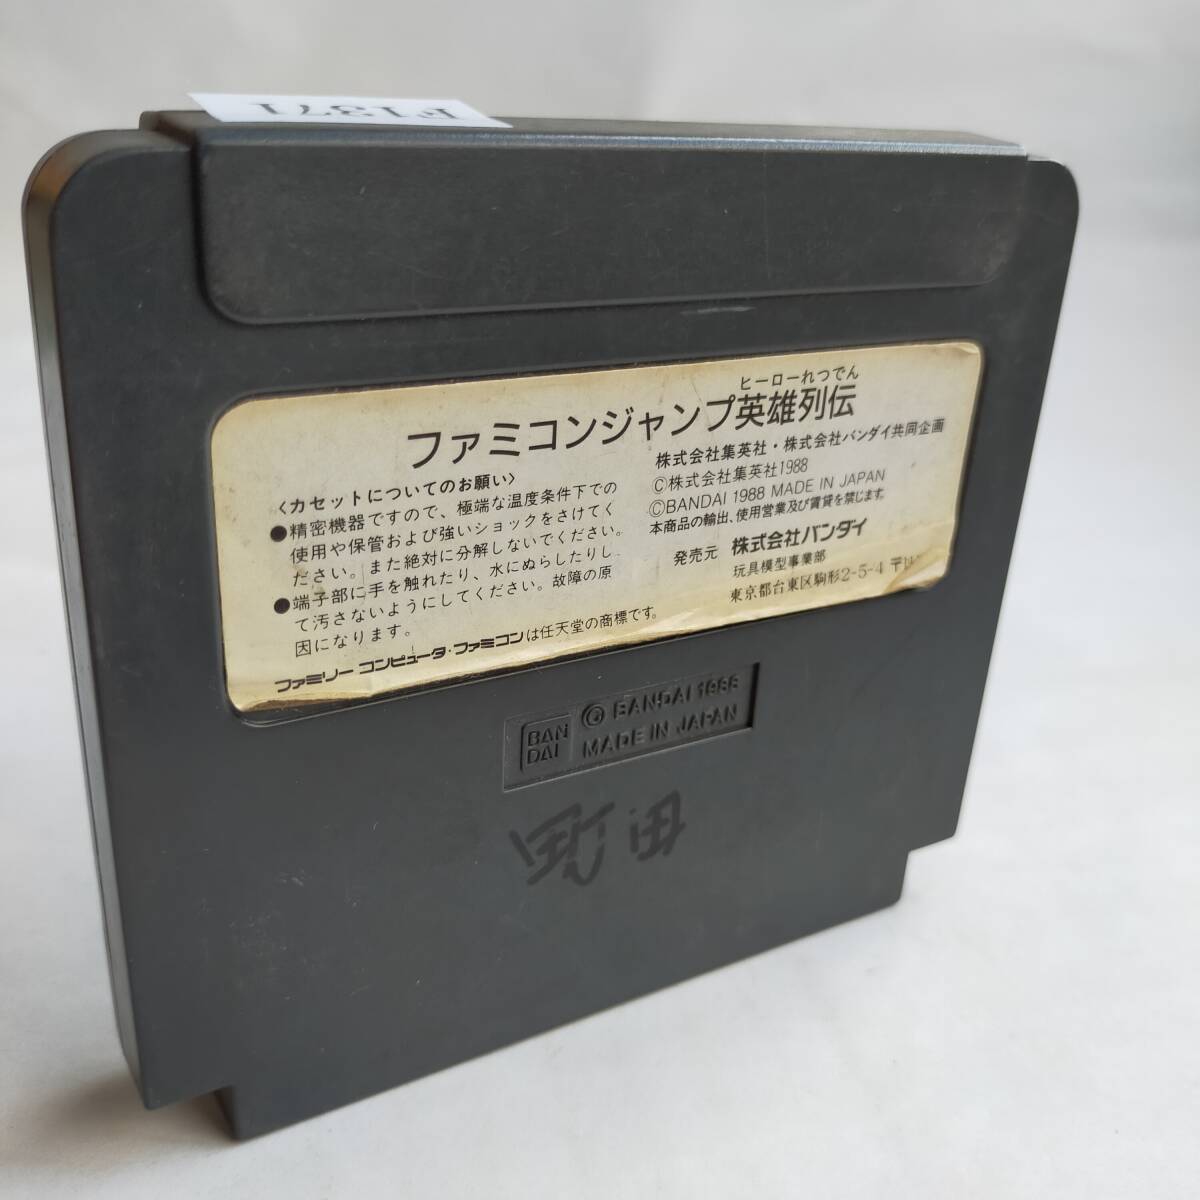 F1371
ヒーローれつでん
ファミコンジャンプ英雄列伝
〈カセットについてのお願い〉
●精密機器ですので、極端な温度条件下での
使用や保管および強いショックをさけてく
ださい。また絶対に分解しないでください。
●端子部に手を触れたり、水にぬらしたりし
て汚さないようにしてください。故障の原
因になります。
ファミリーコンピュータ・ファミコンは任天堂の商標です。
株式会社集英社・株式会社バンダイ共同企画
©株式会社集英社1988
©BANDAI 1988 MADE IN JAPAN
本商品の輸出、使用営業及び賃貸を禁じます。
発売元 株式会社バンダイ
玩具模型事業部
東京都台東区駒形2-5-4 〒111
BAN
DAI
© BANDAI 1988
MADE IN JAPAN